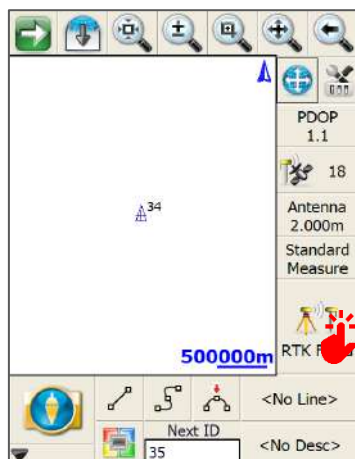 PDOP
1.1
18
34
Antenna
2.000m
Standard
Measure
500000m
RTK
<No Line>
Next ID
35
<No Desc>